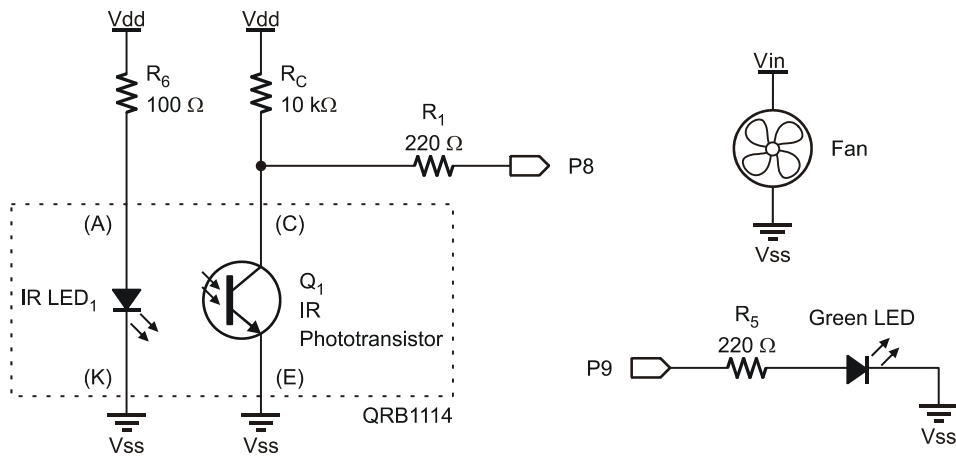 Vdd
Vdd
R6
100 Ω
RC
10 kΩ
R1
220 Ω
P8
(A)
(C)
IR LED1
Q1
IR
Phototransistor
(K)
(E)
QRB1114
Vss
Vss
Vin
Fan
Vss
P9
R5
220 Ω
Green LED
Vss